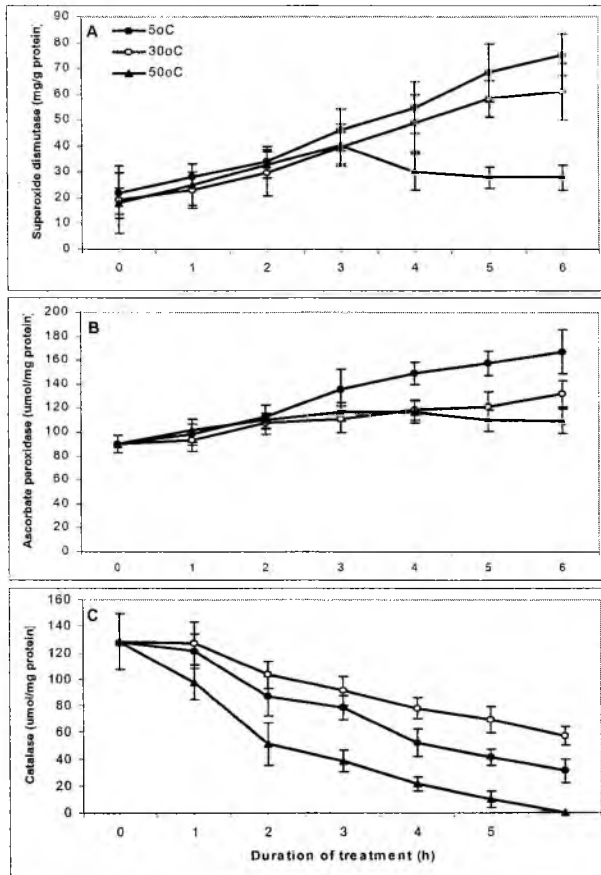 A
5oC
30oC
50oC
Superoxide dismutase (mg/g protein)
90
80
70
60
50
40
30
20
10
0
0 1 2 3 4 5 6
B
Ascorbate peroxidase (umol/mg protein)
200
180
160
140
120
100
80
60
40
20
0
0 1 2 3 4 5 6
C
Catalase (umol/mg protein)
160
140
120
100
80
60
40
20
0
0 1 2 3 4 5
Duration of treatment (h)